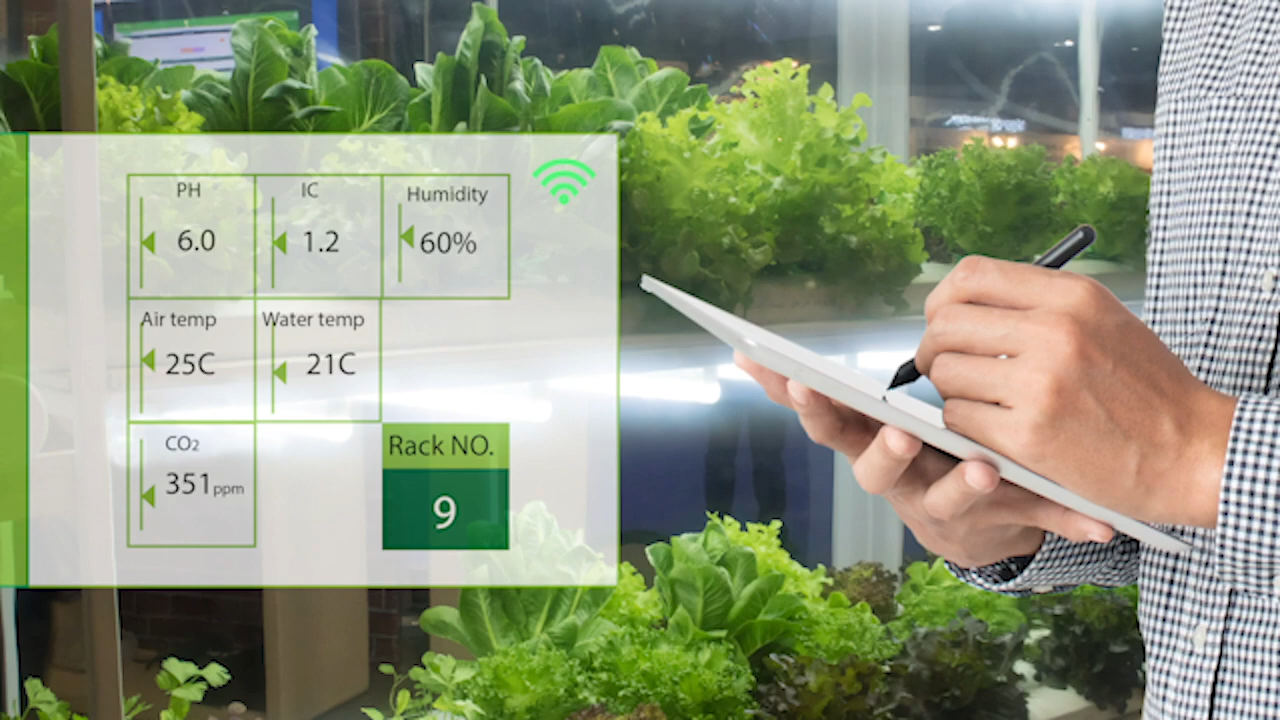 PH
IC
Humidity
6.0
1.2
60%
Air temp
Water temp
25C
21C
CO₂
351ppm
Rack NO.
9